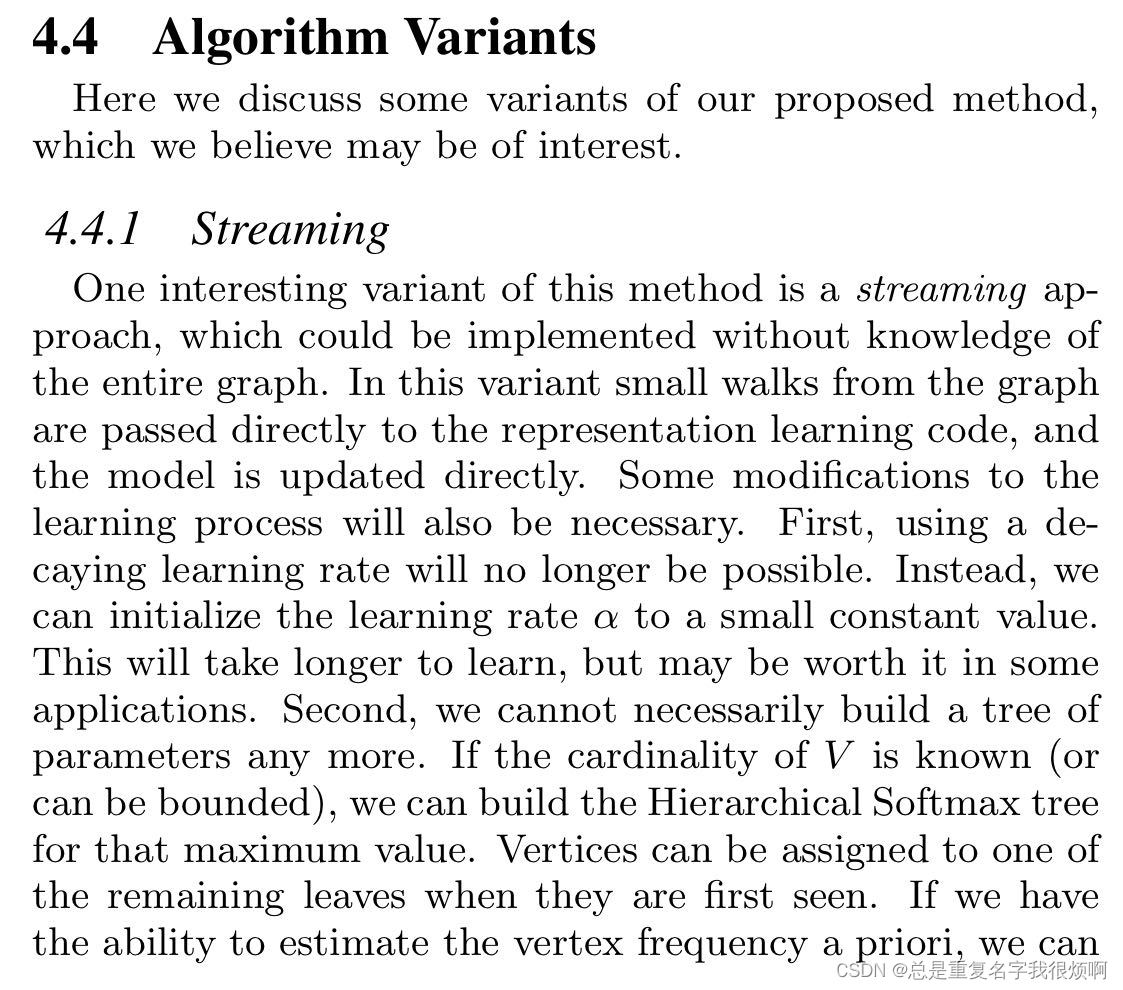 4.4 Algorithm Variants
Here we discuss some variants of our proposed method,
which we believe may be of interest.
4.4.1 Streaming
One interesting variant of this method is a streaming ap-
proach, which could be implemented without knowledge of
the entire graph. In this variant small walks from the graph
are passed directly to the representation learning code, and
the model is updated directly. Some modifications to the
learning process will also be necessary. First, using a de-
caying learning rate will no longer be possible. Instead, we
can initialize the learning rate α to a small constant value.
This will take longer to learn, but may be worth it in some
applications. Second, we cannot necessarily build a tree of
parameters any more. If the cardinality of V is known (or
can be bounded), we can build the Hierarchical Softmax tree
for that maximum value. Vertices can be assigned to one of
the remaining leaves when they are first seen. If we have
the ability to estimate the vertex frequency a priori, we can
CSDN @总是重复名字我很烦啊